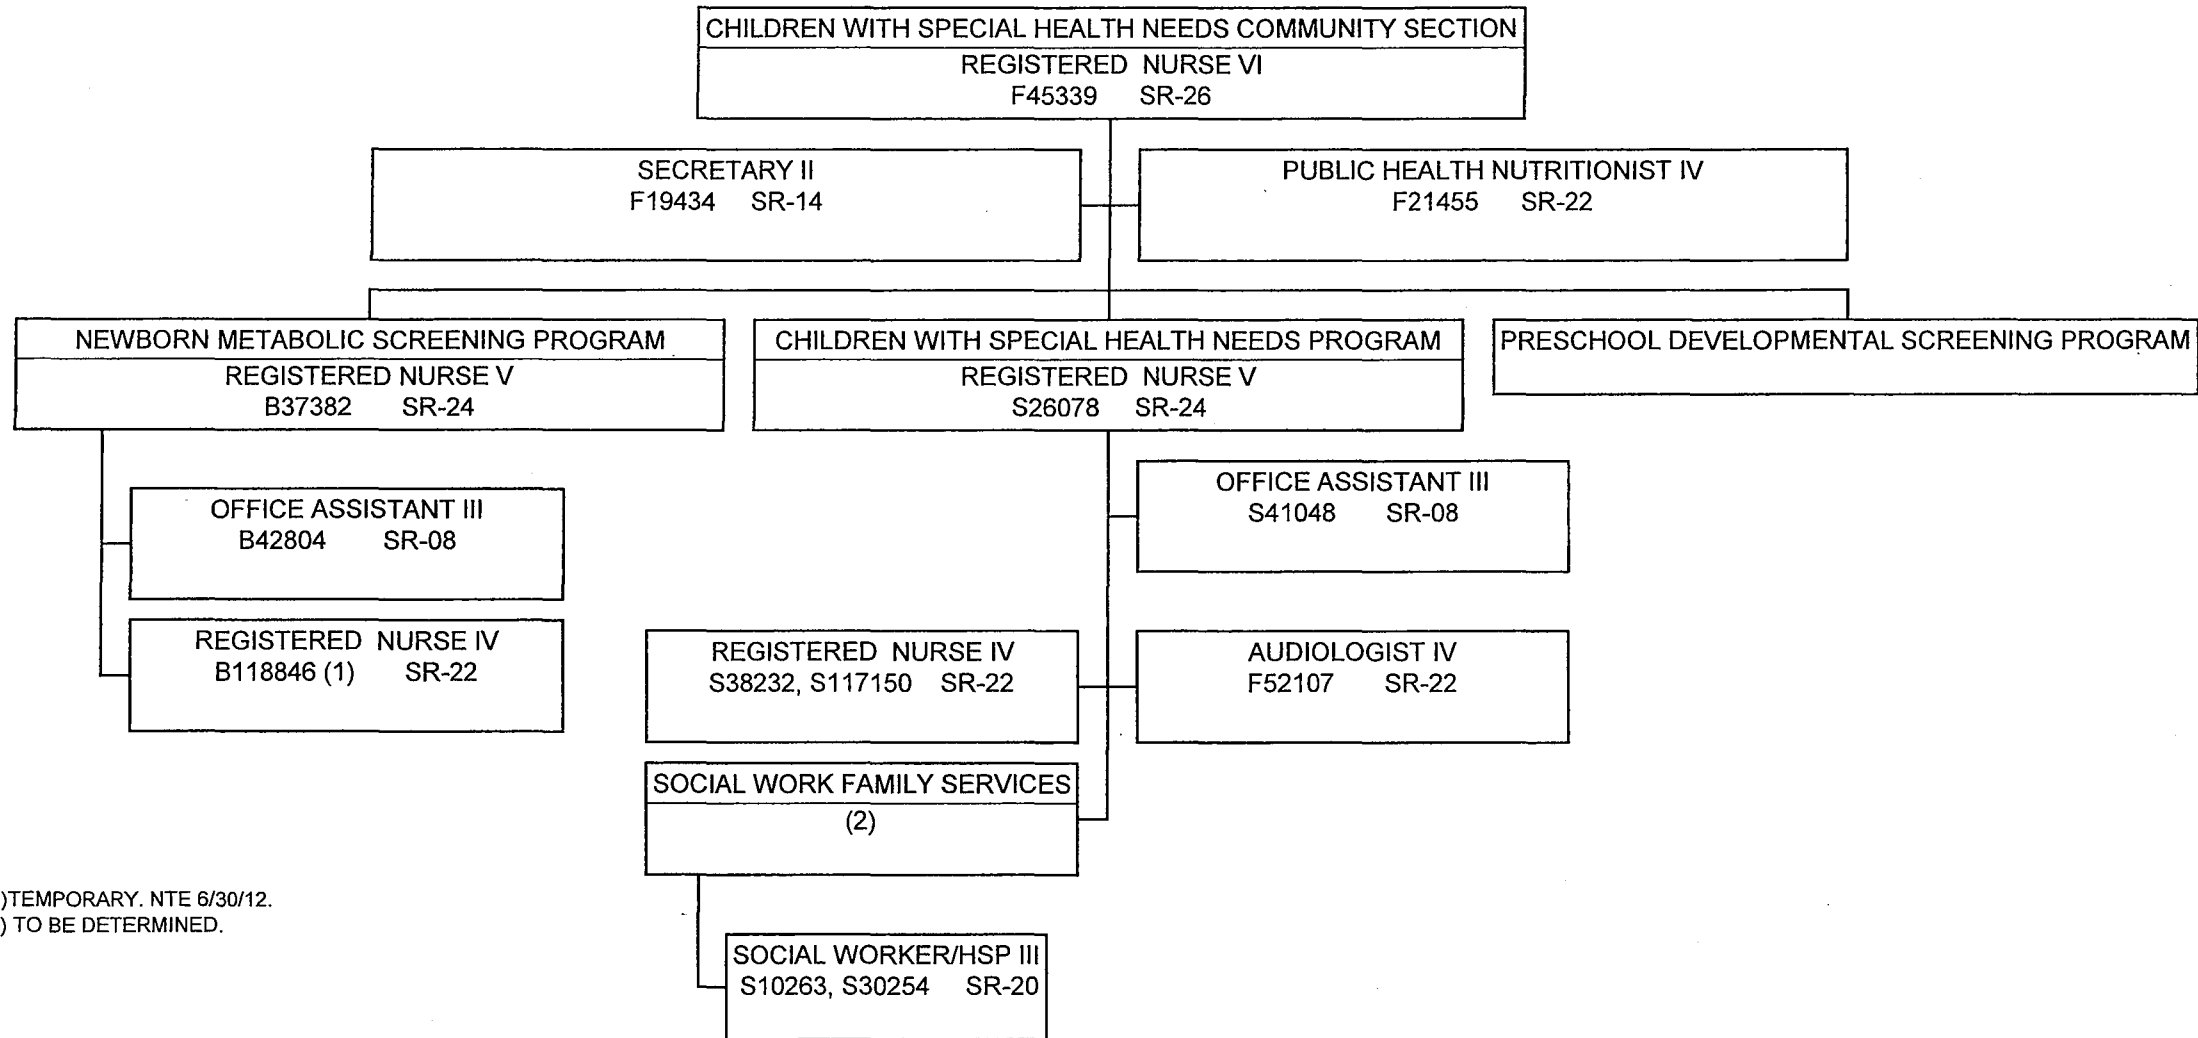 CHILDREN WITH SPECIAL HEALTH NEEDS COMMUNITY SECTION
REGISTERED NURSE VI
F45339 SR-26
SECRETARY II
F19434 SR-14
PUBLIC HEALTH NUTRITIONIST IV
F21455 SR-22
NEWBORN METABOLIC SCREENING PROGRAM
REGISTERED NURSE V
B37382 SR-24
CHILDREN WITH SPECIAL HEALTH NEEDS PROGRAM
REGISTERED NURSE V
S26078 SR-24
PRESCHOOL DEVELOPMENTAL SCREENING PROGRAM
OFFICE ASSISTANT III
B42804 SR-08
REGISTERED NURSE IV
B118846 (1) SR-22
OFFICE ASSISTANT III
S41048 SR-08
REGISTERED NURSE IV
S38232, S117150 SR-22
AUDIOLOGIST IV
F52107 SR-22
SOCIAL WORK FAMILY SERVICES
(2)
SOCIAL WORKER/HSP III
S10263, S30254 SR-20
)TEMPORARY. NTE 6/30/12.
) TO BE DETERMINED.